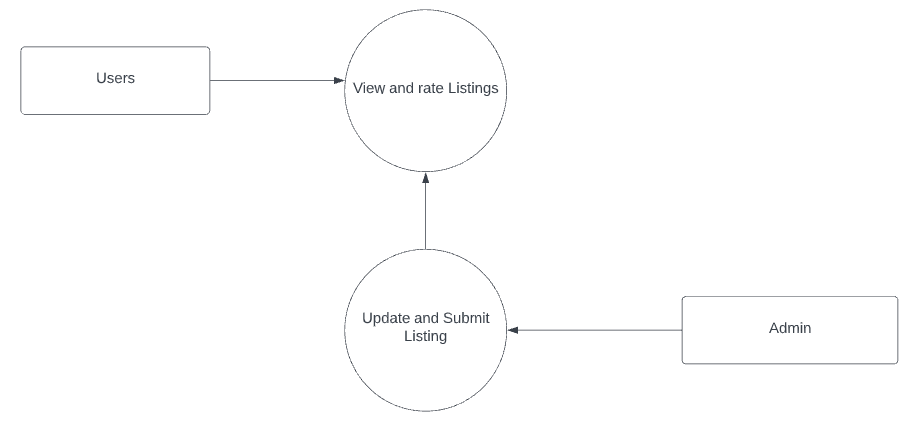 Users
View and rate Listings
Update and Submit
Listing
Admin